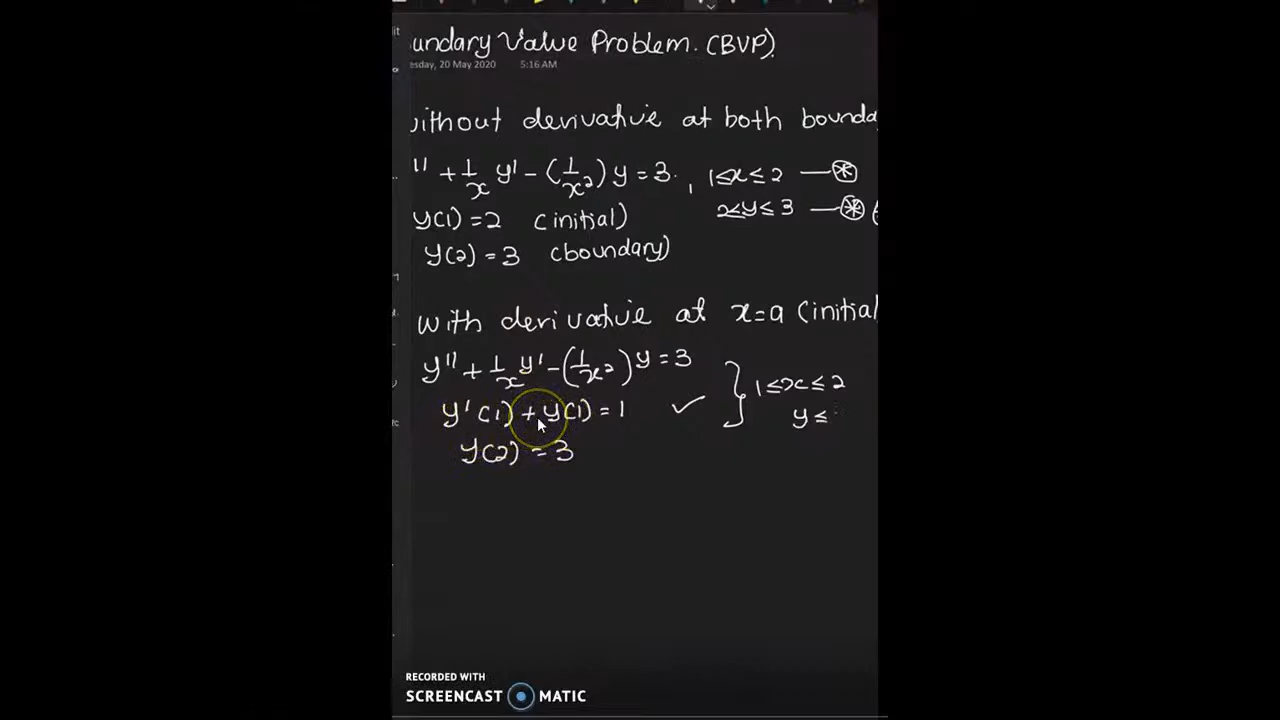 undary Value Problem. (BVP).
esday, 20 May 2020 5:16 AM
without derivative at both bounda
'' + 1/x y' - (1/x²) y = 3. , 1≤x≤2 —⊛
y(1) = 2 (initial) 2≤y≤3 —⊛
y(2) = 3 (boundary)
With derivative at x=a (initial
y'' + 1/x y' - (1/x²) y = 3
1≤x≤2
y'(1) + y(1) = 1 ✓ y≤
y(2) = 3
RECORDED WITH
SCREENCAST MATIC